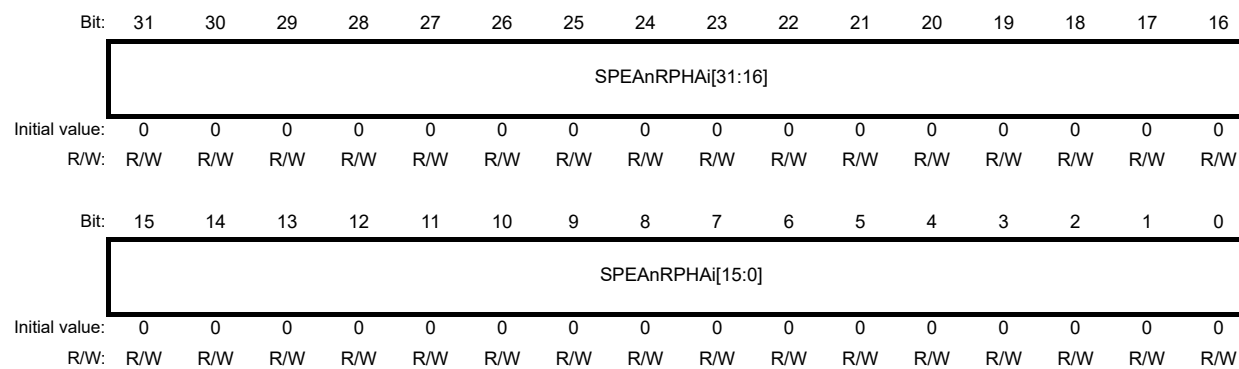 Bit: 31 30 29 28 27 26 25 24 23 22 21 20 19 18 17 16
SPEAnRPHAi[31:16]
Initial value: 0 0 0 0 0 0 0 0 0 0 0 0 0 0 0 0
R/W: R/W R/W R/W R/W R/W R/W R/W R/W R/W R/W R/W R/W R/W R/W R/W R/W
Bit: 15 14 13 12 11 10 9 8 7 6 5 4 3 2 1 0
SPEAnRPHAi[15:0]
Initial value: 0 0 0 0 0 0 0 0 0 0 0 0 0 0 0 0
R/W: R/W R/W R/W R/W R/W R/W R/W R/W R/W R/W R/W R/W R/W R/W R/W R/W